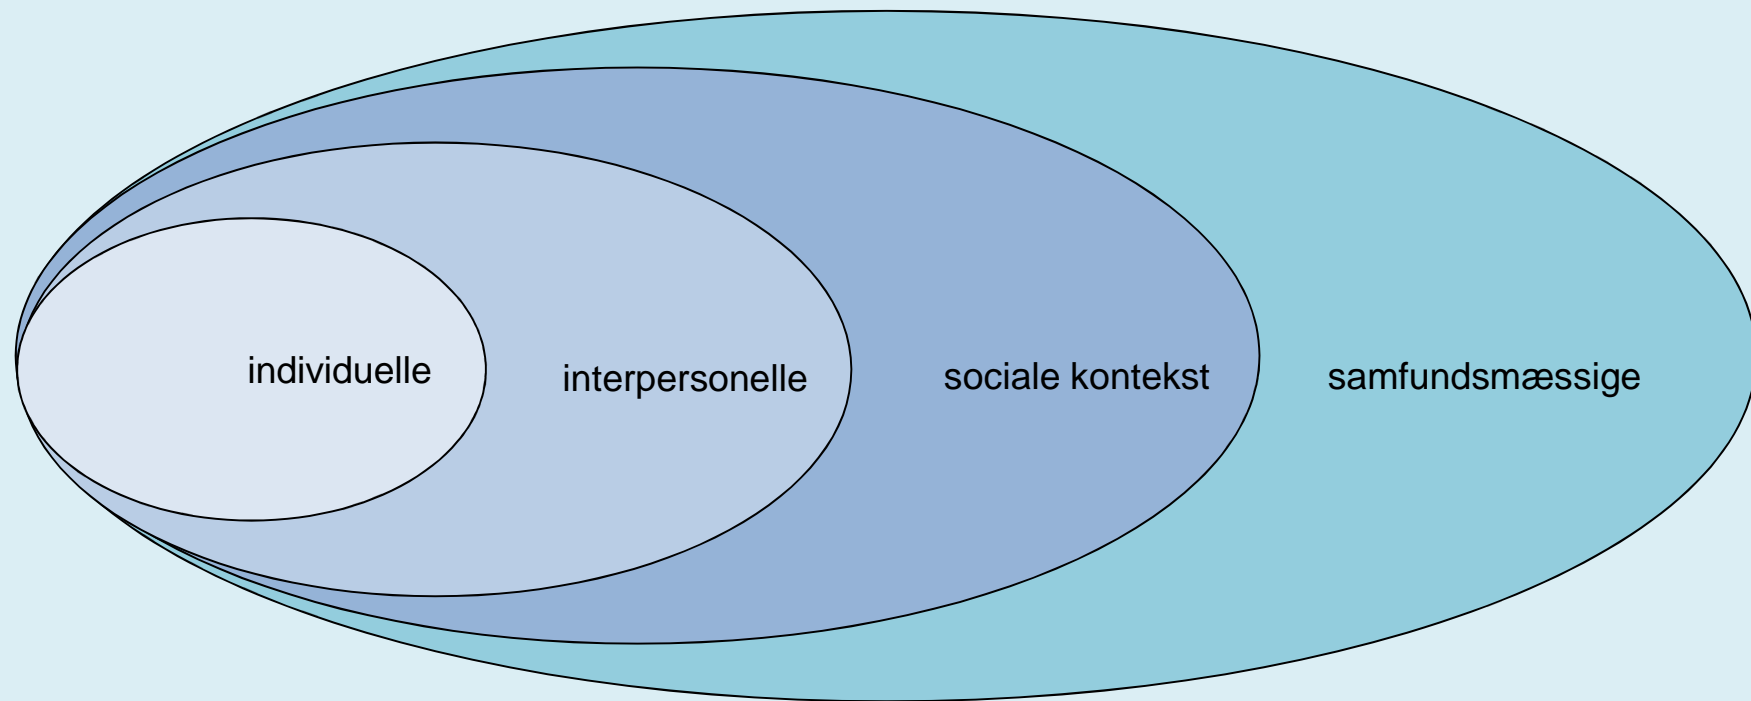 individuelle
interpersonelle
sociale kontekst
samfundsmæssige